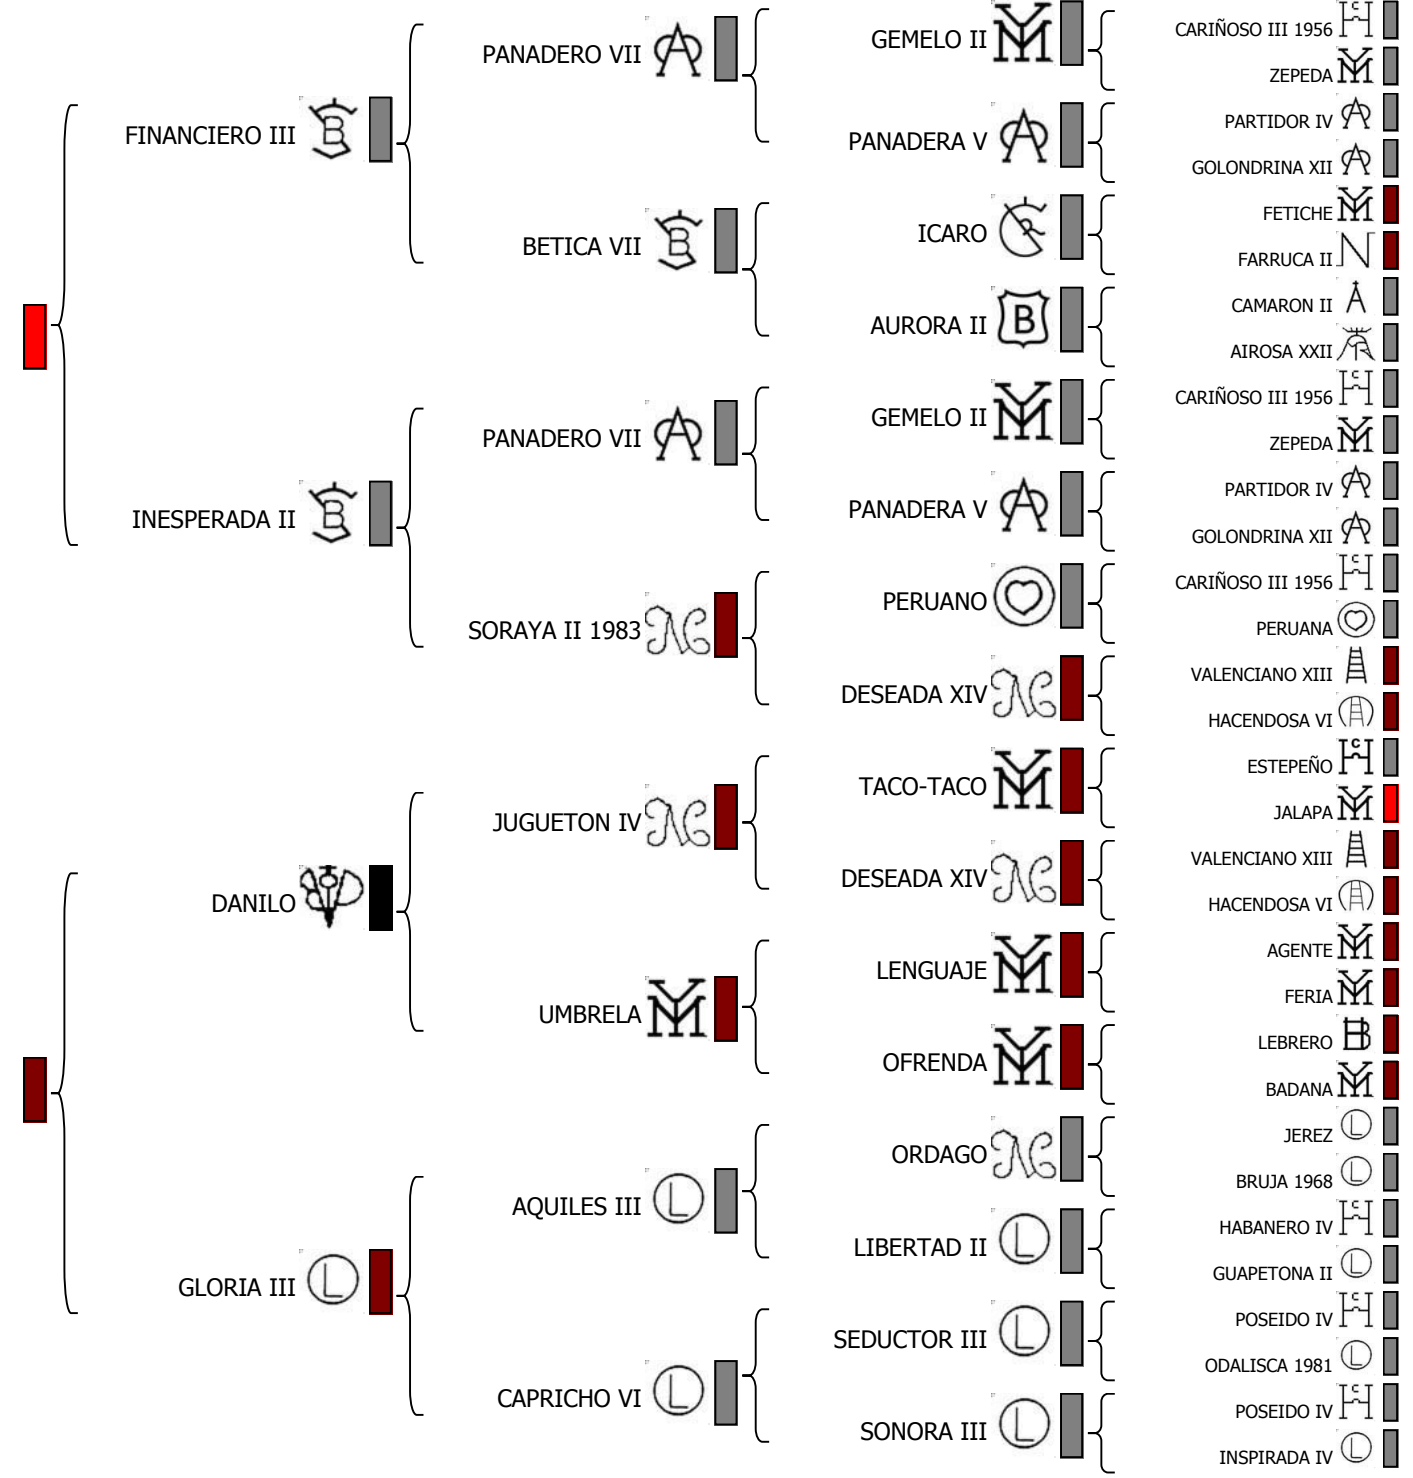 FINANCIERO III
INESPERADA II
DANILO
GLORIA III
PANADERO VII
BETICA VII
PANADERO VII
SORAYA II 1983
JUGUETON IV
UMBRELA
AQUILES III
CAPRICHO VI
GEMELO II
PANADERA V
ICARO
AURORA II
GEMELO II
PANADERA V
PERUANO
DESEADA XIV
TACO-TACO
DESEADA XIV
LENGUAJE
OFRENDA
ORDAGO
LIBERTAD II
SEDUCTOR III
SONORA III
CARIÑOSO III 1956
ZEPEDA
PARTIDOR IV
GOLONDRINA XII
FETICHE
FARRUCA II
CAMARON II
AIROSA XXII
CARIÑOSO III 1956
ZEPEDA
PARTIDOR IV
GOLONDRINA XII
CARIÑOSO III 1956
PERUANA
VALENCIANO XIII
HACENDOSA VI
ESTEPEÑO
JALAPA
VALENCIANO XIII
HACENDOSA VI
AGENTE
FERIA
LEBRERO
BADANA
JEREZ
BRUJA 1968
HABANERO IV
GUAPETONA II
POSEIDO IV
ODALISCA 1981
POSEIDO IV
INSPIRADA IV